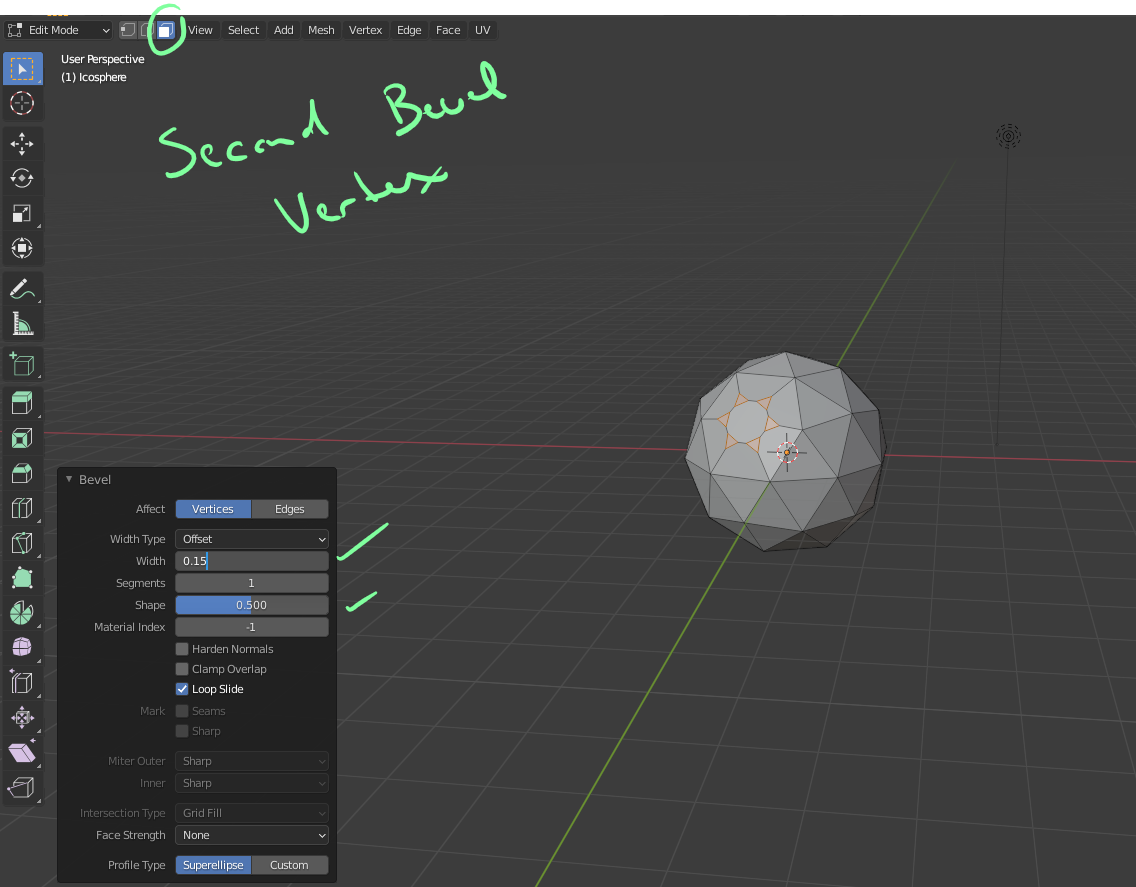 Edit Mode View Select Add Mesh Vertex Edge Face UV
User Perspective
(1) Icosphere
Second Bevel
Vertex
Bevel
Affect Vertices Edges
Width Type Offset
Width 0.15
Segments 1
Shape 0.500
Material Index -1
Harden Normals
Clamp Overlap
Loop Slide
Mark Seams
Sharp
Miter Outer Sharp
Inner Sharp
Intersection Type Grid Fill
Face Strength None
Profile Type Superellipse Custom